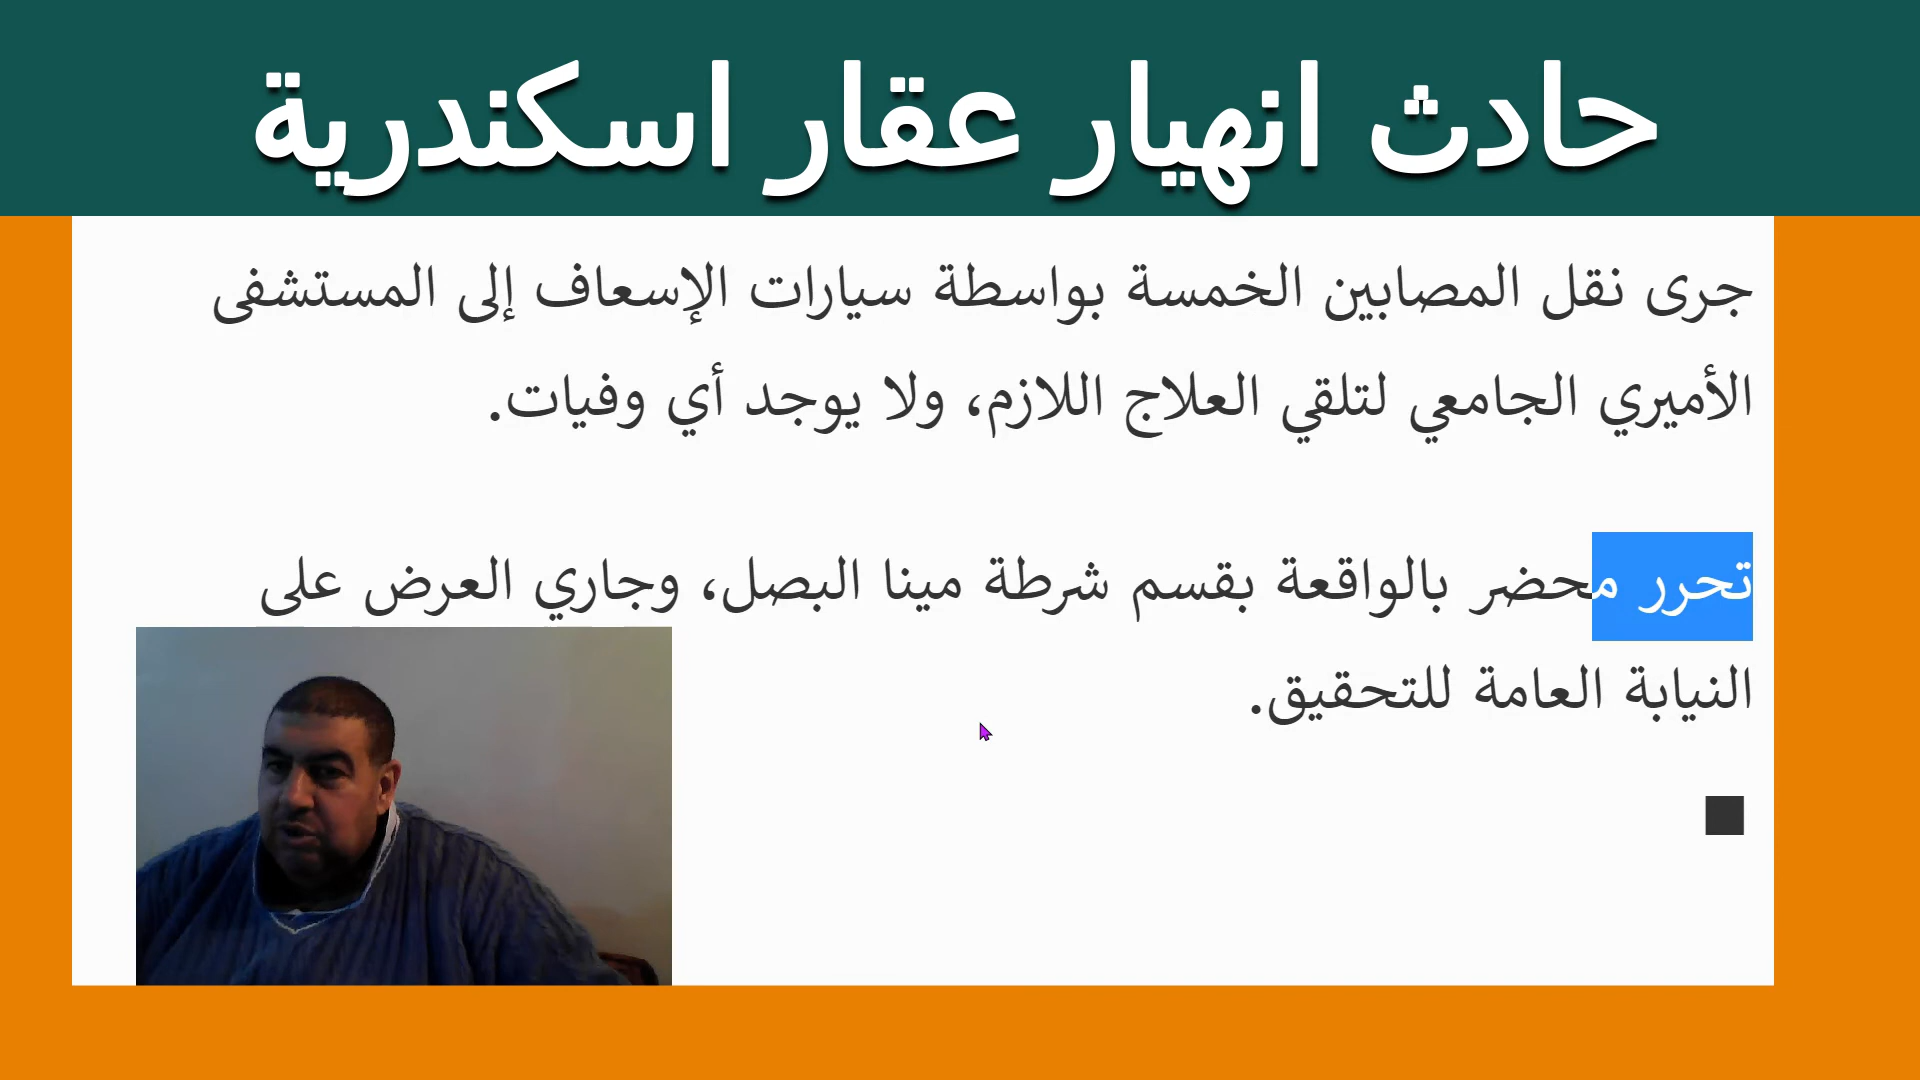 حادث انهيار عقار اسكندرية
جرى نقل المصابين الخمسة بواسطة سيارات الإسعاف إلى المستشفى
الأميري الجامعي لتلقي العلاج اللازم، ولا يوجد أي وفيات.
تحرر محضر بالواقعة بقسم شرطة مينا البصل، وجاري العرض على
النيابة العامة للتحقيق.